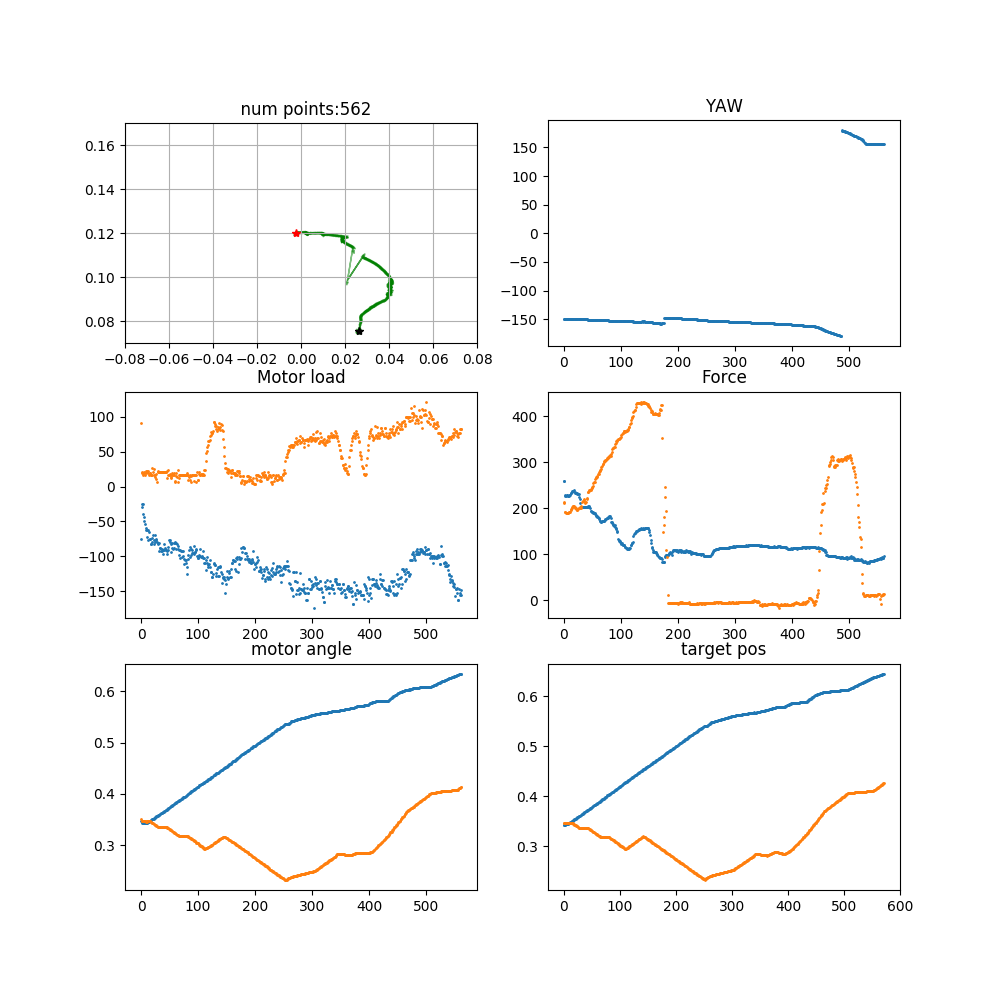 num points:562
0.16
0.14
0.12
0.10
0.08
−0.08 −0.06 −0.04 −0.02 0.00 0.02 0.04 0.06 0.08
YAW
150
100
50
0
−50
−100
−150
0 100 200 300 400 500
Motor load
100
50
0
−50
−100
−150
0 100 200 300 400 500
Force
400
300
200
100
0
0 100 200 300 400 500
motor angle
0.6
0.5
0.4
0.3
0 100 200 300 400 500
target pos
0.6
0.5
0.4
0.3
0 100 200 300 400 500 600